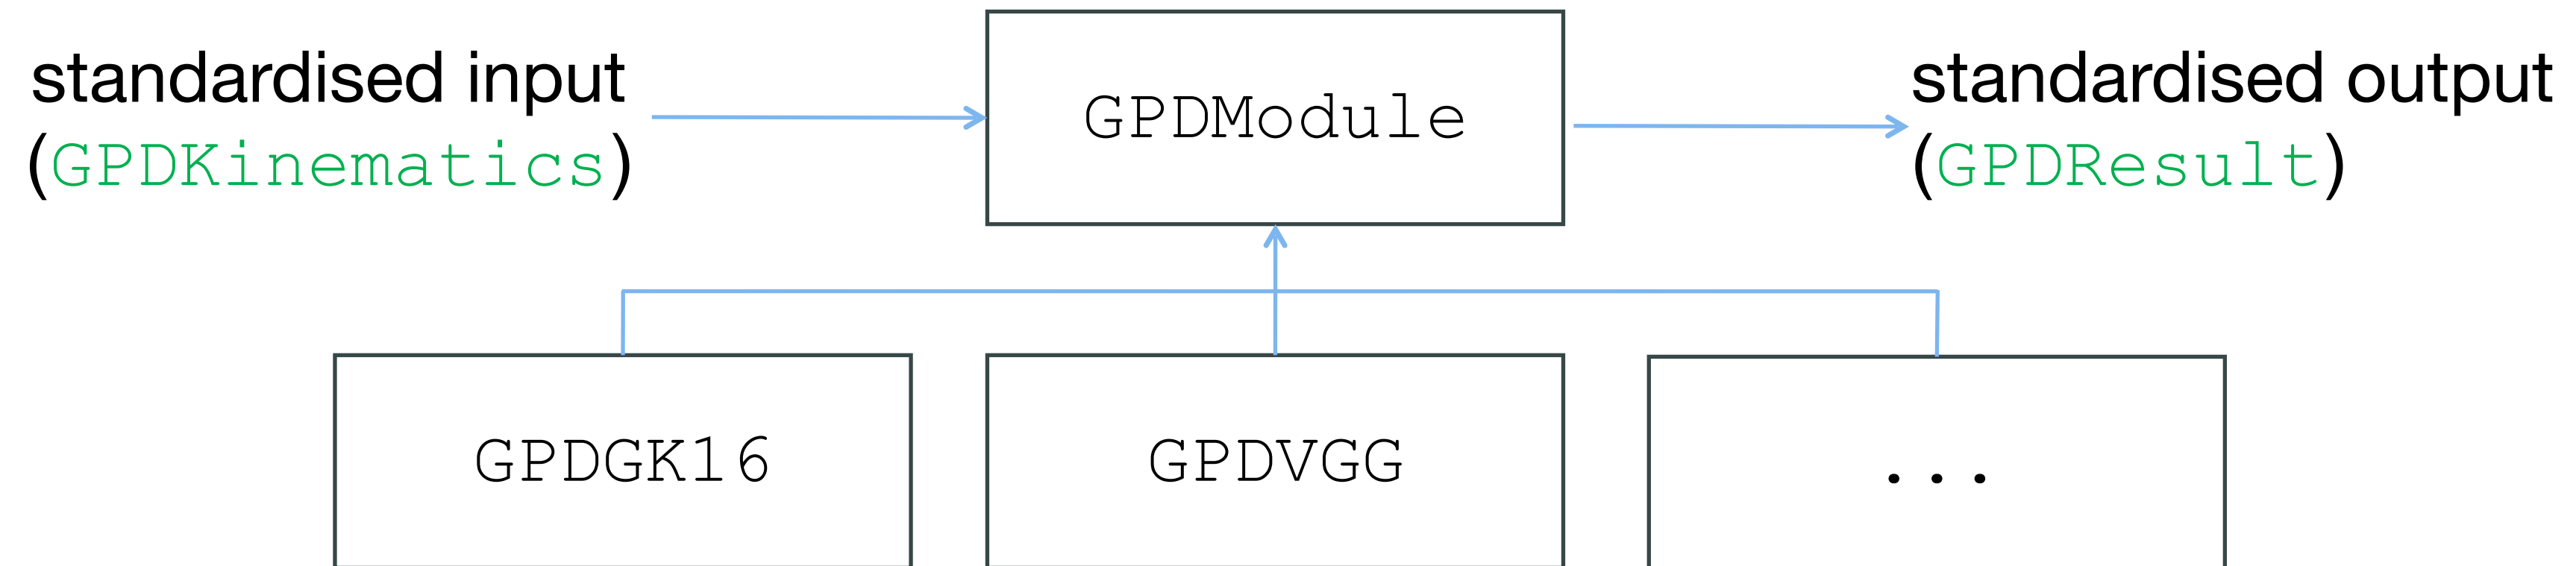 standardised input
(GPDKinematics)
GPDModule
standardised output
(GPDResult)
GPDGK16
GPDVGG
...